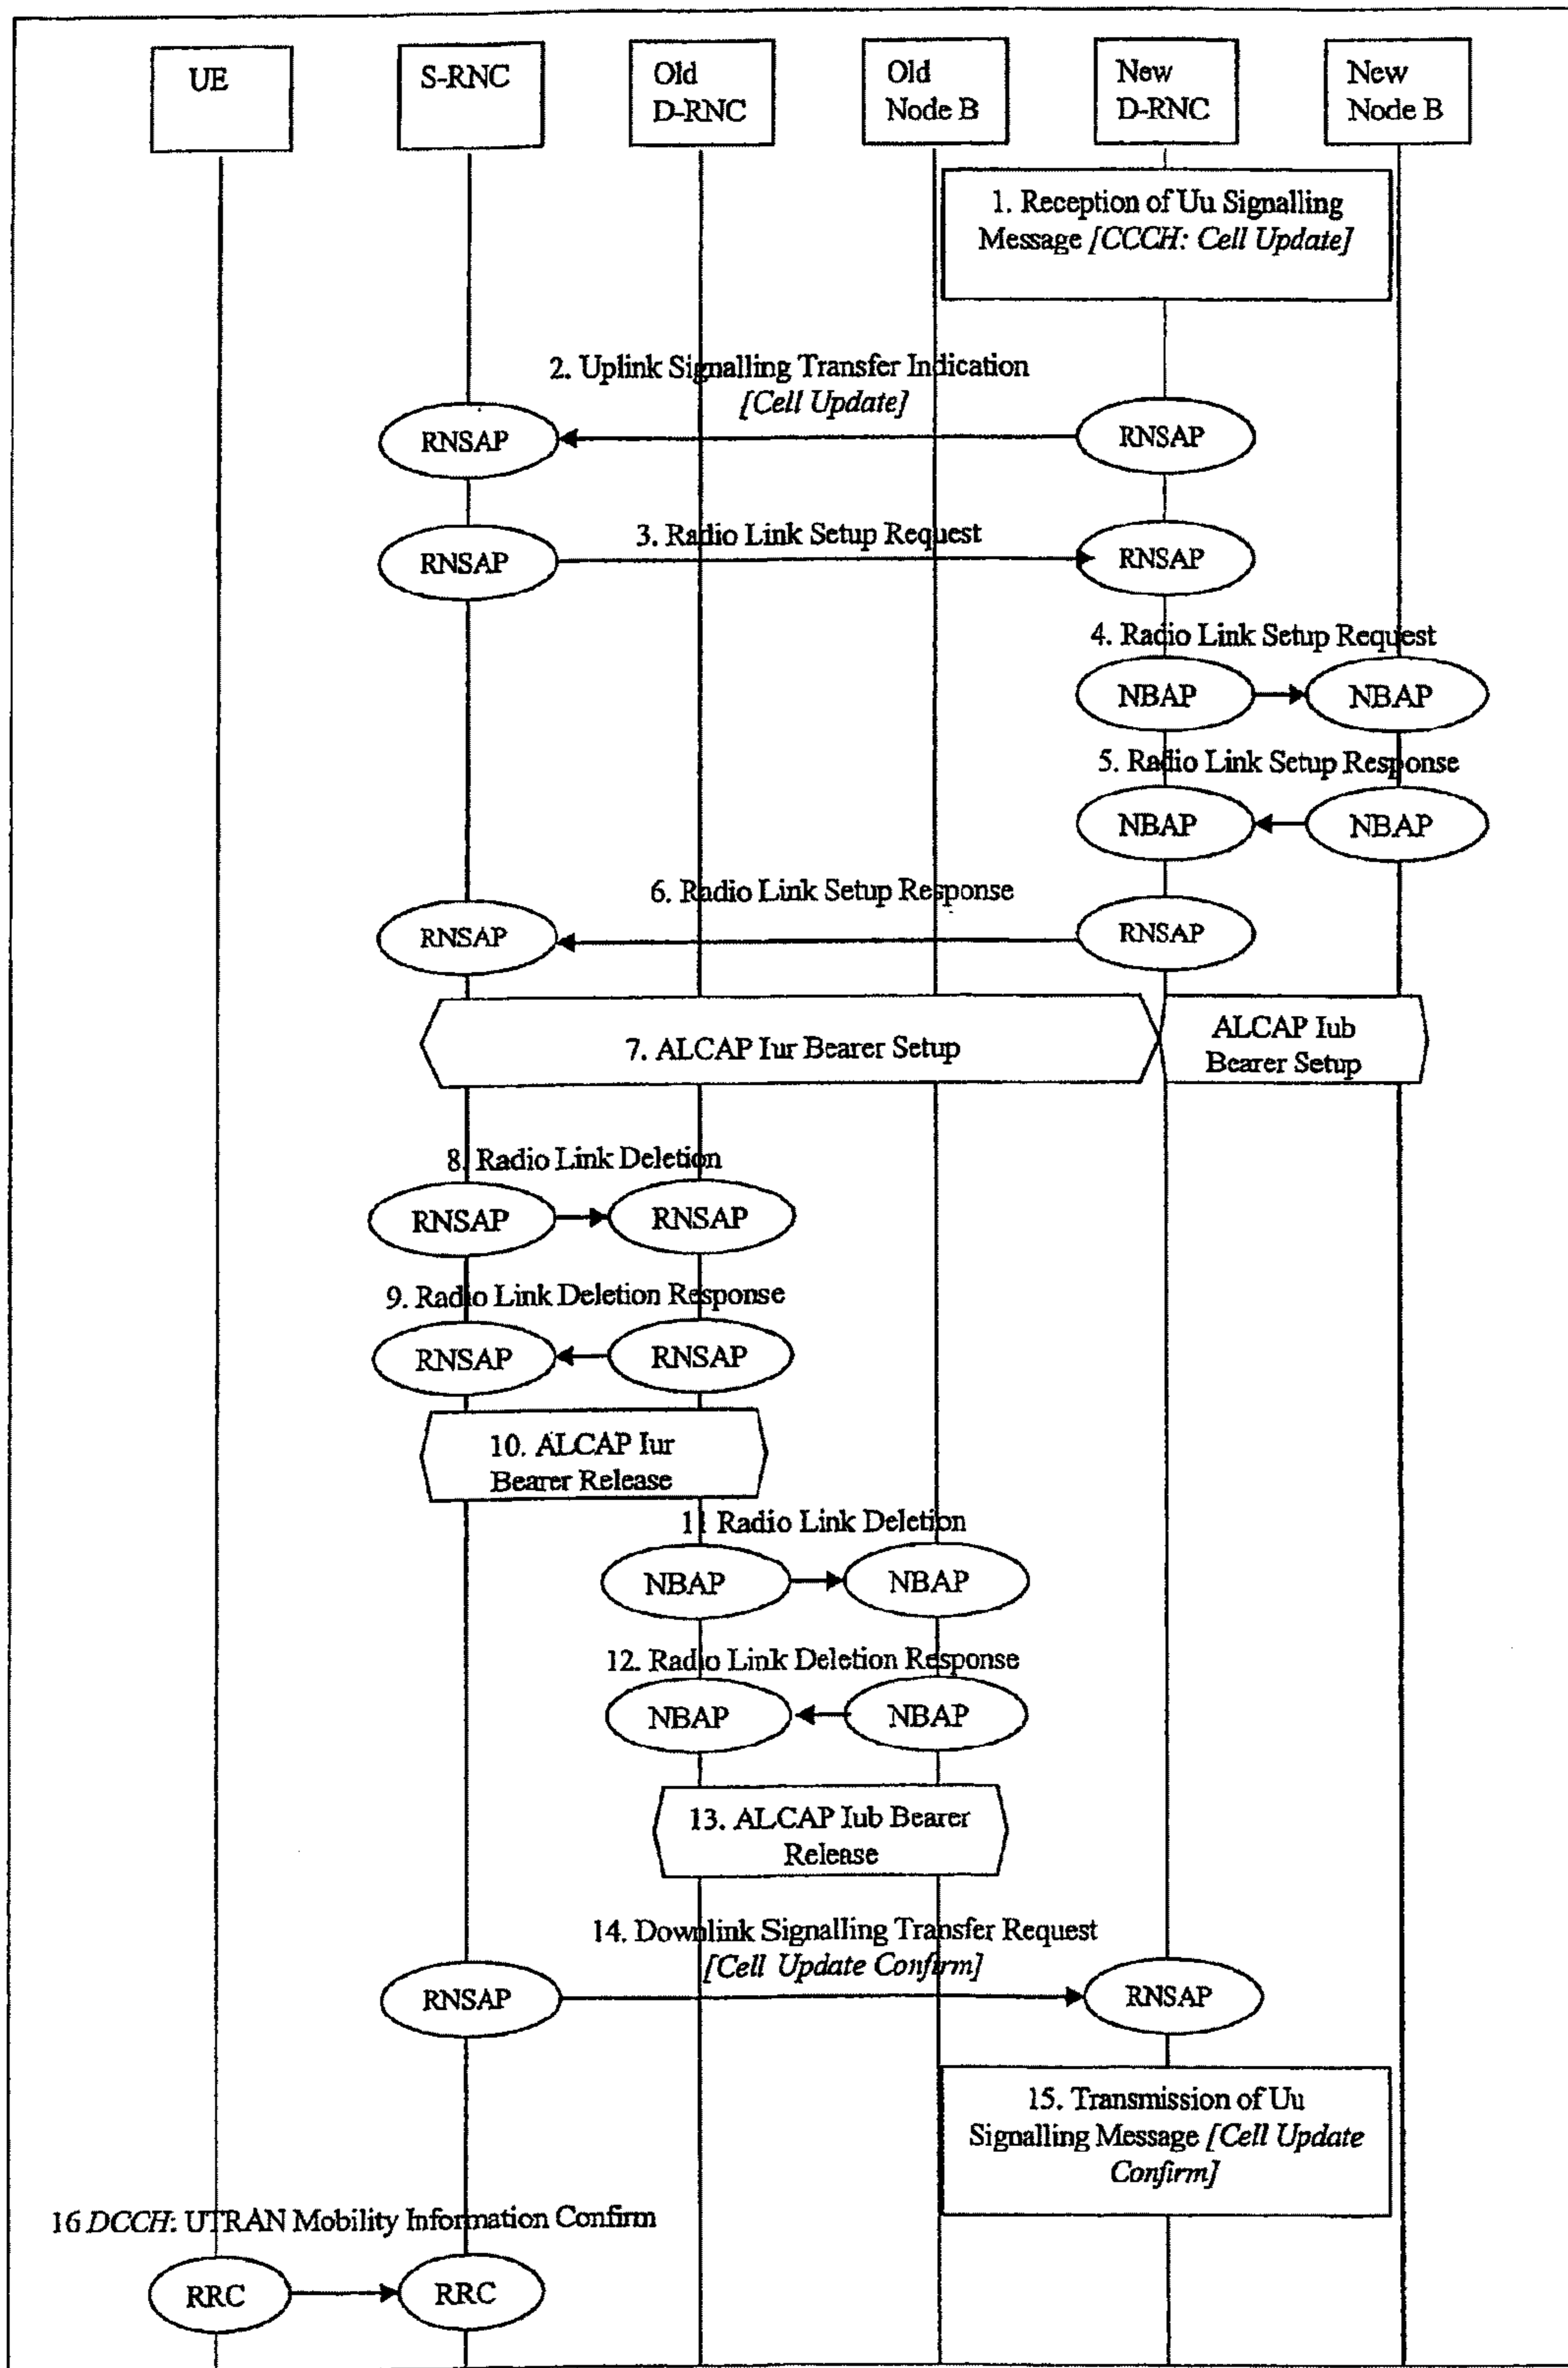 UE
S-RNC
Old
D-RNC
Old
Node B
New
D-RNC
New
Node B
1. Reception of Uu Signalling
Message [CCCH: Cell Update]
2. Uplink Signalling Transfer Indication
[Cell Update]
RNSAP
RNSAP
3. Radio Link Setup Request
RNSAP
RNSAP
4. Radio Link Setup Request
NBAP
NBAP
5. Radio Link Setup Response
NBAP
NBAP
6. Radio Link Setup Response
RNSAP
RNSAP
7. ALCAP Iur Bearer Setup
ALCAP Iub
Bearer Setup
8. Radio Link Deletion
RNSAP
RNSAP
9. Radio Link Deletion Response
RNSAP
RNSAP
10. ALCAP Iur
Bearer Release
11 Radio Link Deletion
NBAP
NBAP
12. Radio Link Deletion Response
NBAP
NBAP
13. ALCAP Iub Bearer
Release
14. Downlink Signalling Transfer Request
[Cell Update Confirm]
RNSAP
RNSAP
15. Transmission of Uu
Signalling Message [Cell Update
Confirm]
16 DCCH: UTRAN Mobility Information Confirm
RRC
RRC